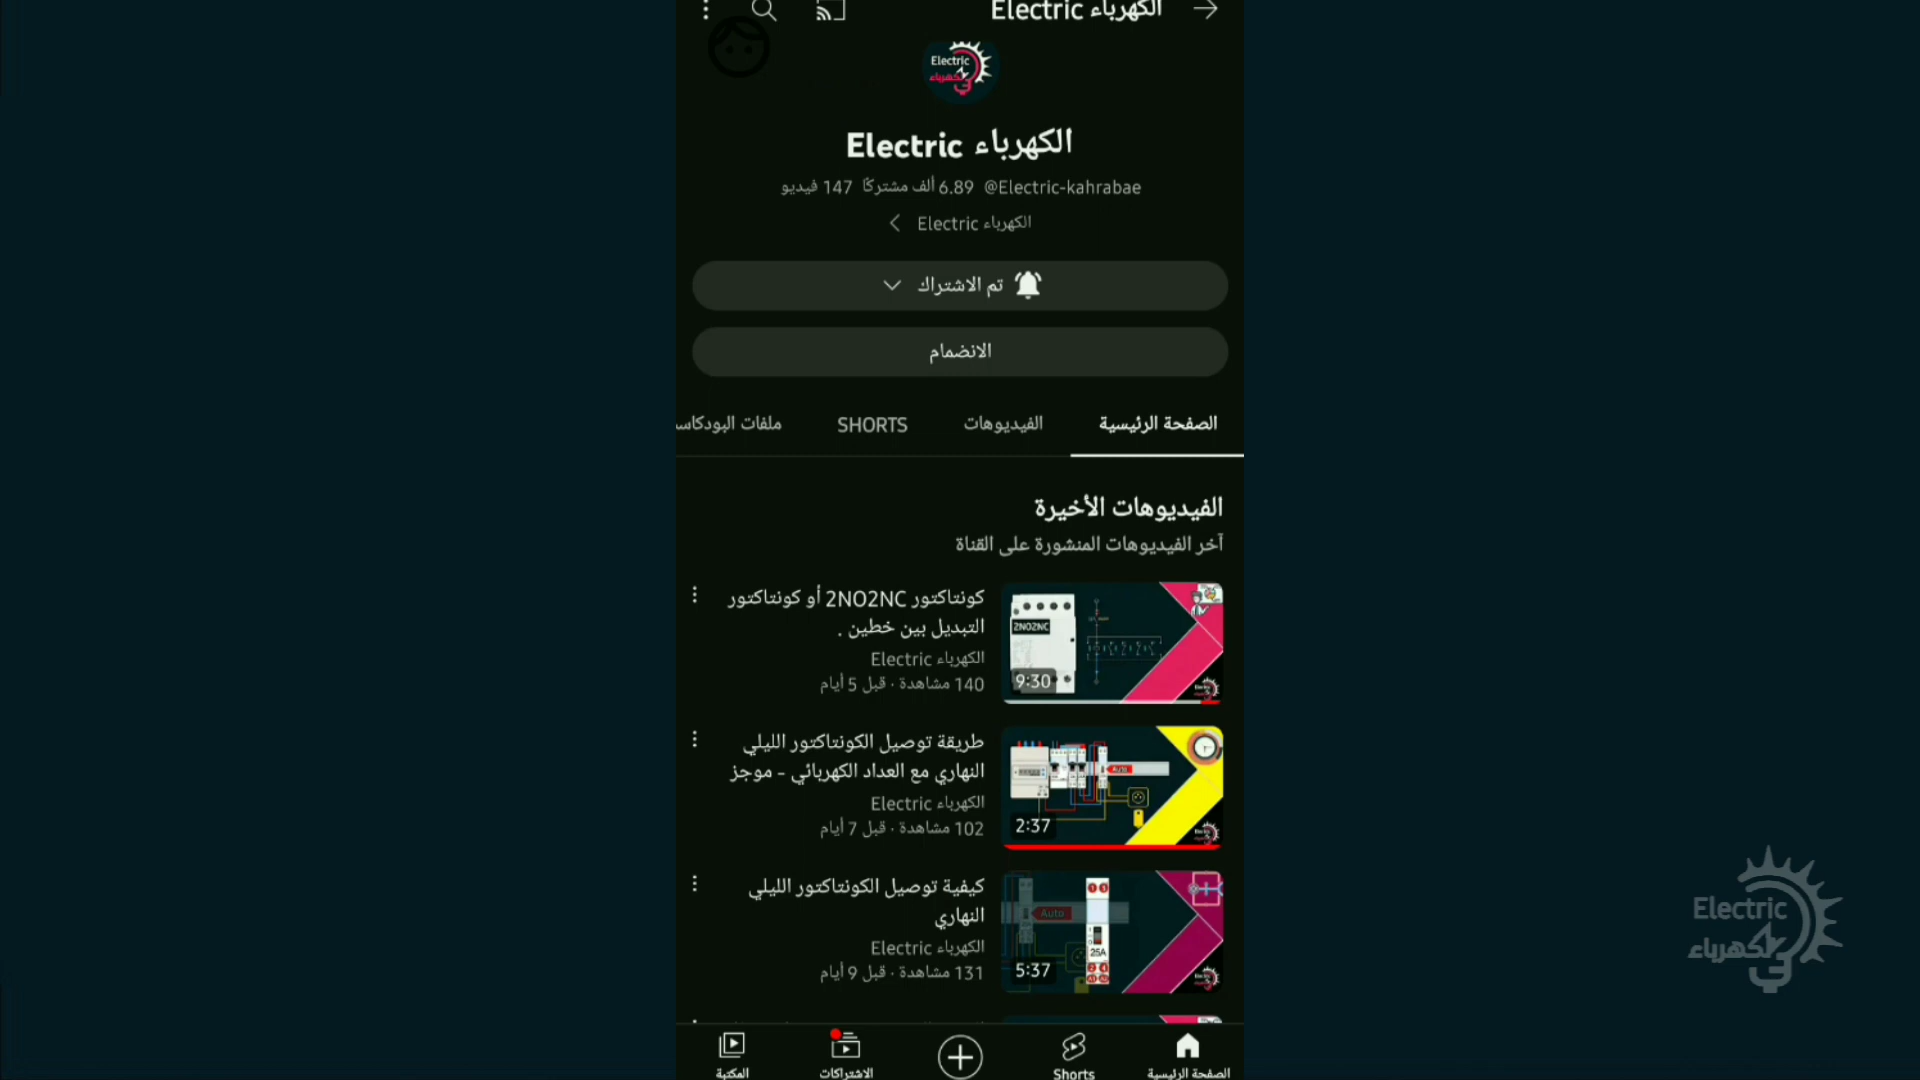 الكهرباء Electric
Electric
الكهرباء
الكهرباء Electric
@Electric-kahrabae 6.89 ألف مشترك 147 فيديو
الكهرباء Electric
تم الاشتراك
الانضمام
الصفحة الرئيسية
الفيديوهات
SHORTS
ملفات البودكاس
الفيديوهات الأخيرة
آخر الفيديوهات المنشورة على القناة
2NO2NC
9:30
كونتاكتور 2NO2NC أو كونتاكتور
التبديل بين خطين .
الكهرباء Electric
140 مشاهدة · قبل 5 أيام
Auto
2:37
طريقة توصيل الكونتاكتور الليلي
النهاري مع العداد الكهربائي - موجز
الكهرباء Electric
102 مشاهدة · قبل 7 أيام
Auto
25A
5:37
كيفية توصيل الكونتاكتور الليلي
النهاري
الكهرباء Electric
131 مشاهدة · قبل 9 أيام
الصفحة الرئيسية
Shorts
الاشتراكات
المكتبة
Electric
الكهرباء